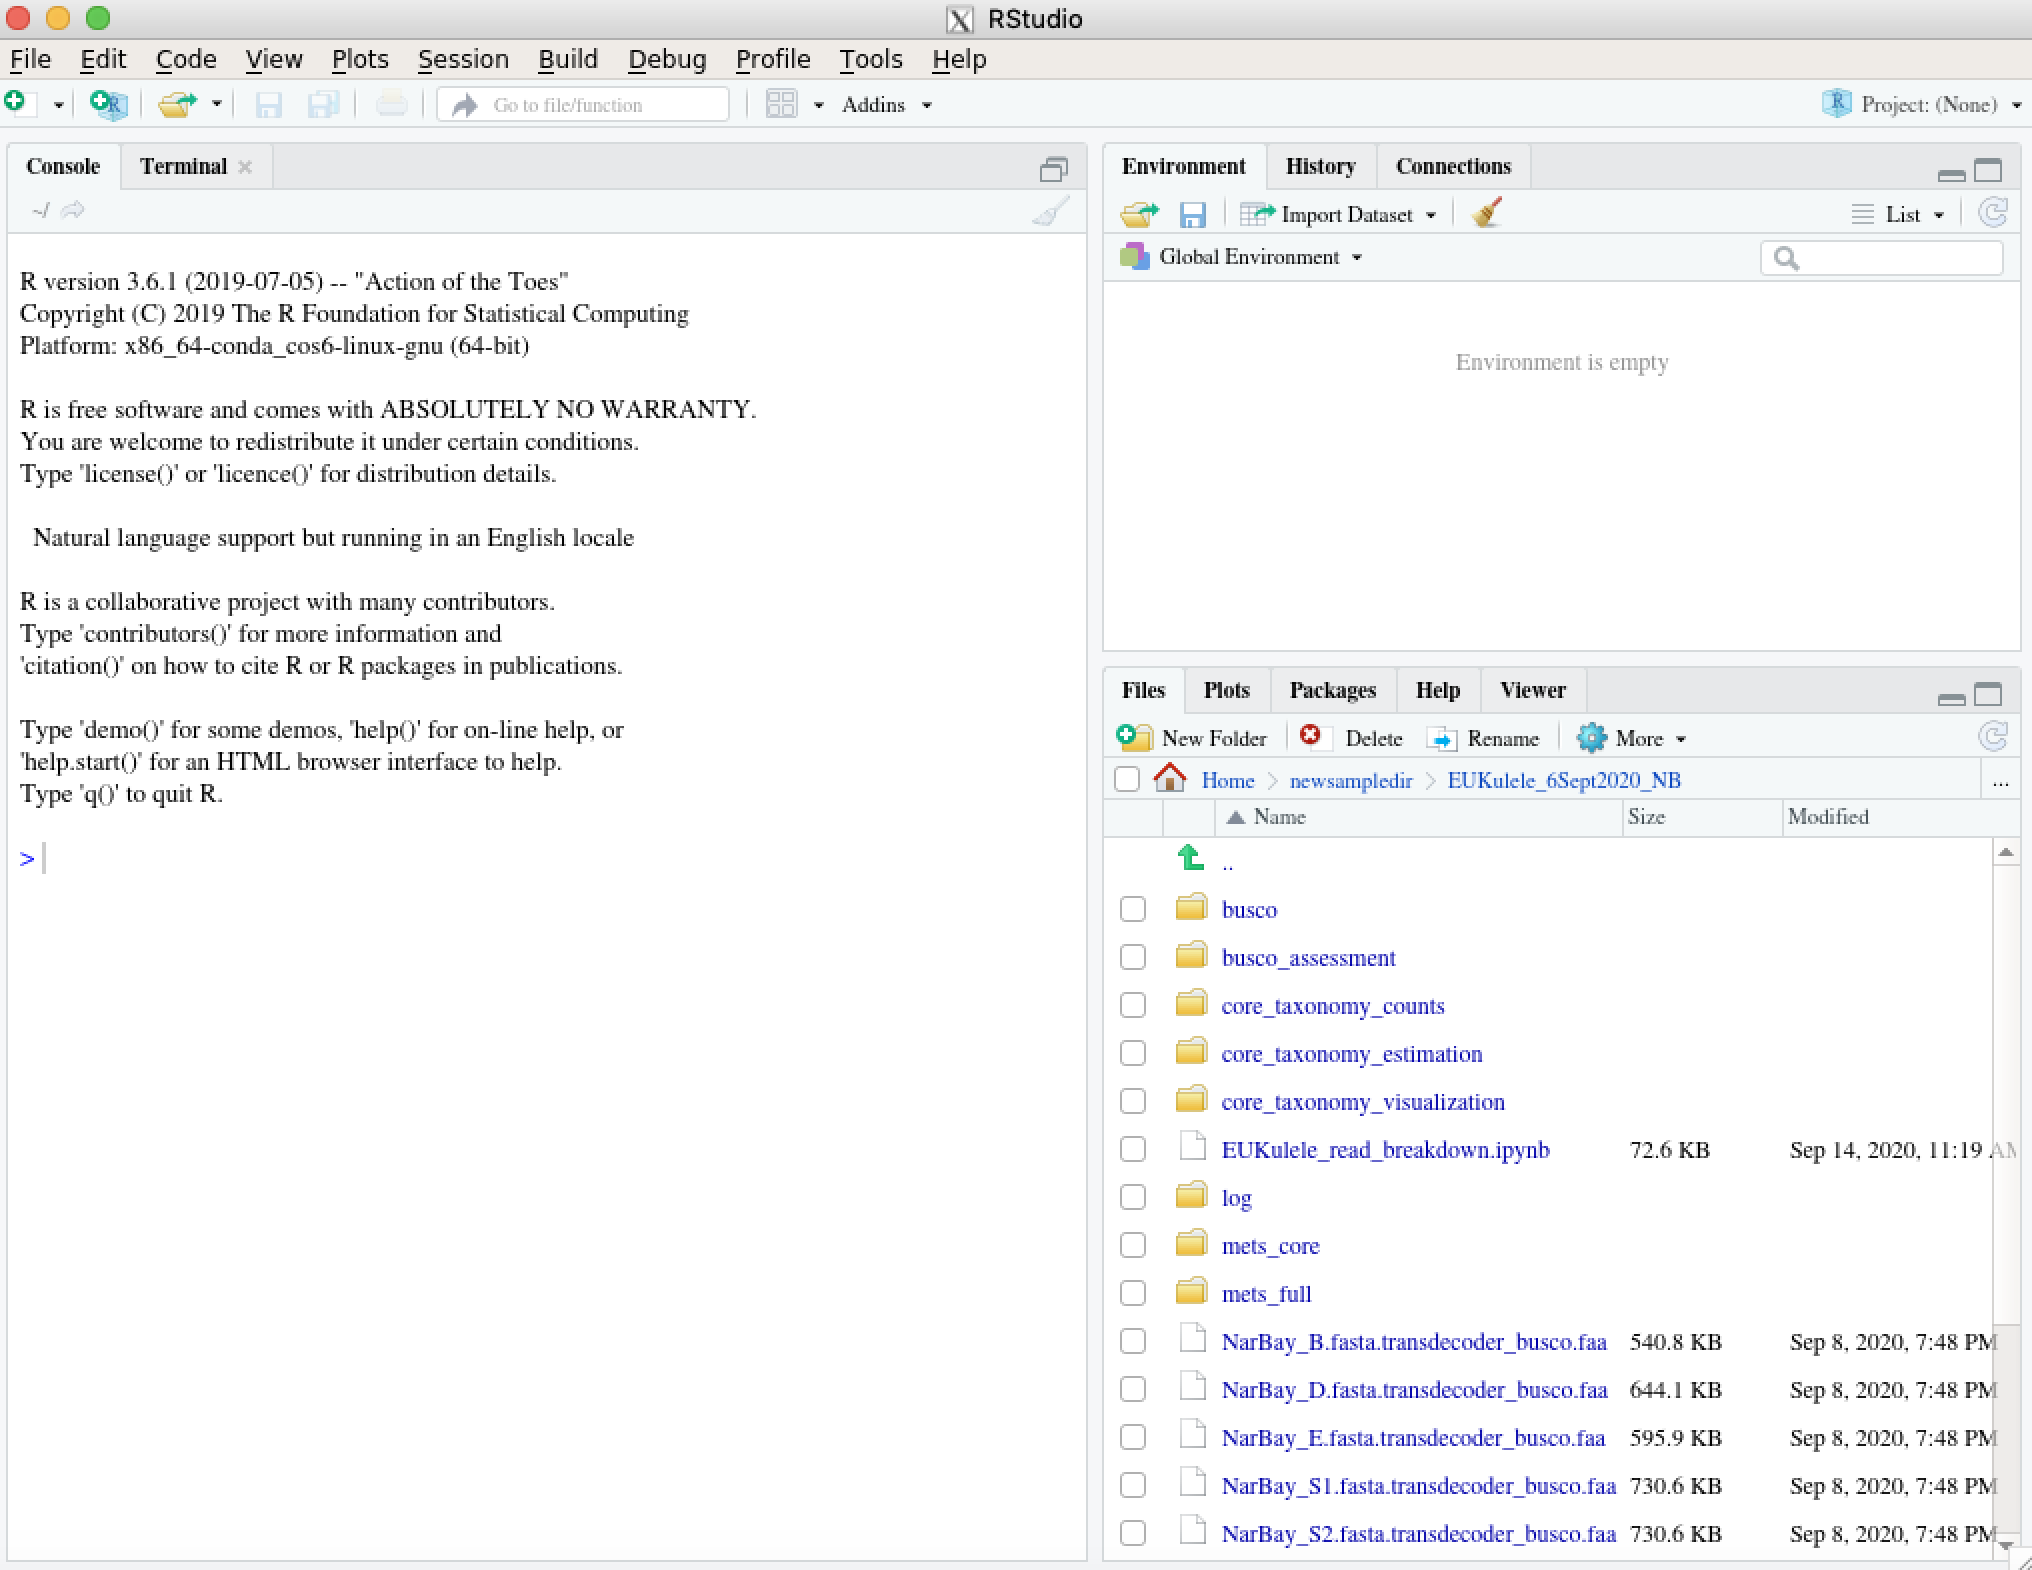 RStudio
File Edit Code View Plots Session Build Debug Profile Tools Help
Go to file/function
Addins
Project: (None)
Console
Terminal
~/
R version 3.6.1 (2019-07-05) -- "Action of the Toes"
Copyright (C) 2019 The R Foundation for Statistical Computing
Platform: x86_64-conda_cos6-linux-gnu (64-bit)
R is free software and comes with ABSOLUTELY NO WARRANTY.
You are welcome to redistribute it under certain conditions.
Type 'license()' or 'licence()' for distribution details.
Natural language support but running in an English locale
R is a collaborative project with many contributors.
Type 'contributors()' for more information and
'citation()' on how to cite R or R packages in publications.
Type 'demo()' for some demos, 'help()' for on-line help, or
'help.start()' for an HTML browser interface to help.
Type 'q()' to quit R.
>
Environment History Connections
Import Dataset
List
Global Environment
Environment is empty
Files Plots Packages Help Viewer
New Folder Delete Rename More
Home newsampledir EUKulele_6Sept2020_NB ...
Name Size Modified
..
busco
busco_assessment
core_taxonomy_counts
core_taxonomy_estimation
core_taxonomy_visualization
EUKulele_read_breakdown.ipynb 72.6 KB Sep 14, 2020, 11:19 AM
log
mets_core
mets_full
NarBay_B.fasta.transdecoder_busco.faa 540.8 KB Sep 8, 2020, 7:48 PM
NarBay_D.fasta.transdecoder_busco.faa 644.1 KB Sep 8, 2020, 7:48 PM
NarBay_E.fasta.transdecoder_busco.faa 595.9 KB Sep 8, 2020, 7:48 PM
NarBay_S1.fasta.transdecoder_busco.faa 730.6 KB Sep 8, 2020, 7:48 PM
NarBay_S2.fasta.transdecoder_busco.faa 730.6 KB Sep 8, 2020, 7:48 PM